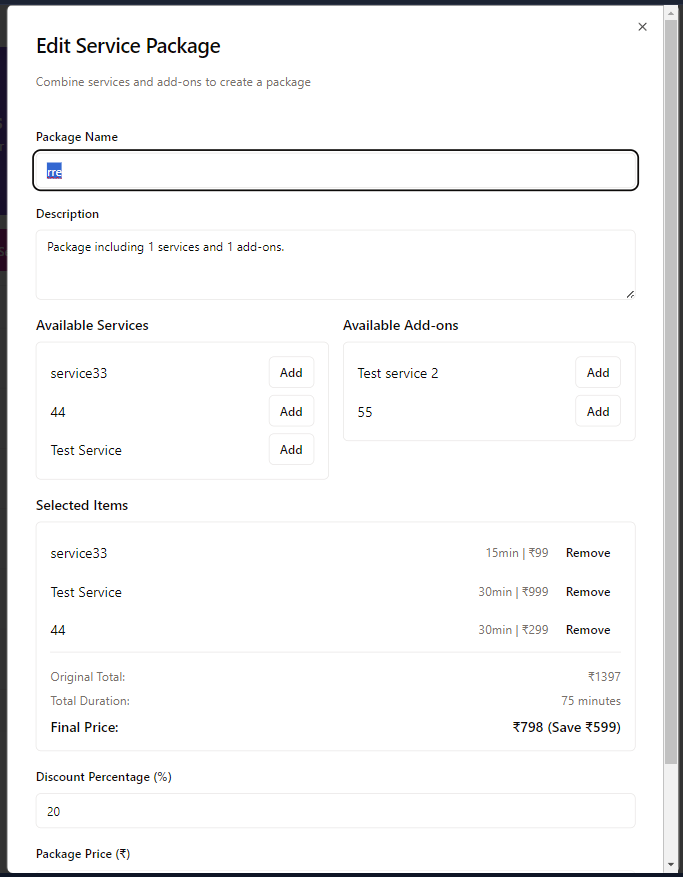 Edit Service Package
Combine services and add-ons to create a package
Package Name
rre
Description
Package including 1 services and 1 add-ons.
Available Services
service33 Add
44 Add
Test Service Add
Available Add-ons
Test service 2 Add
55 Add
Selected Items
service33 15min | ₹99 Remove
Test Service 30min | ₹999 Remove
44 30min | ₹299 Remove
Original Total: ₹1397
Total Duration: 75 minutes
Final Price: ₹798 (Save ₹599)
Discount Percentage (%)
20
Package Price (₹)